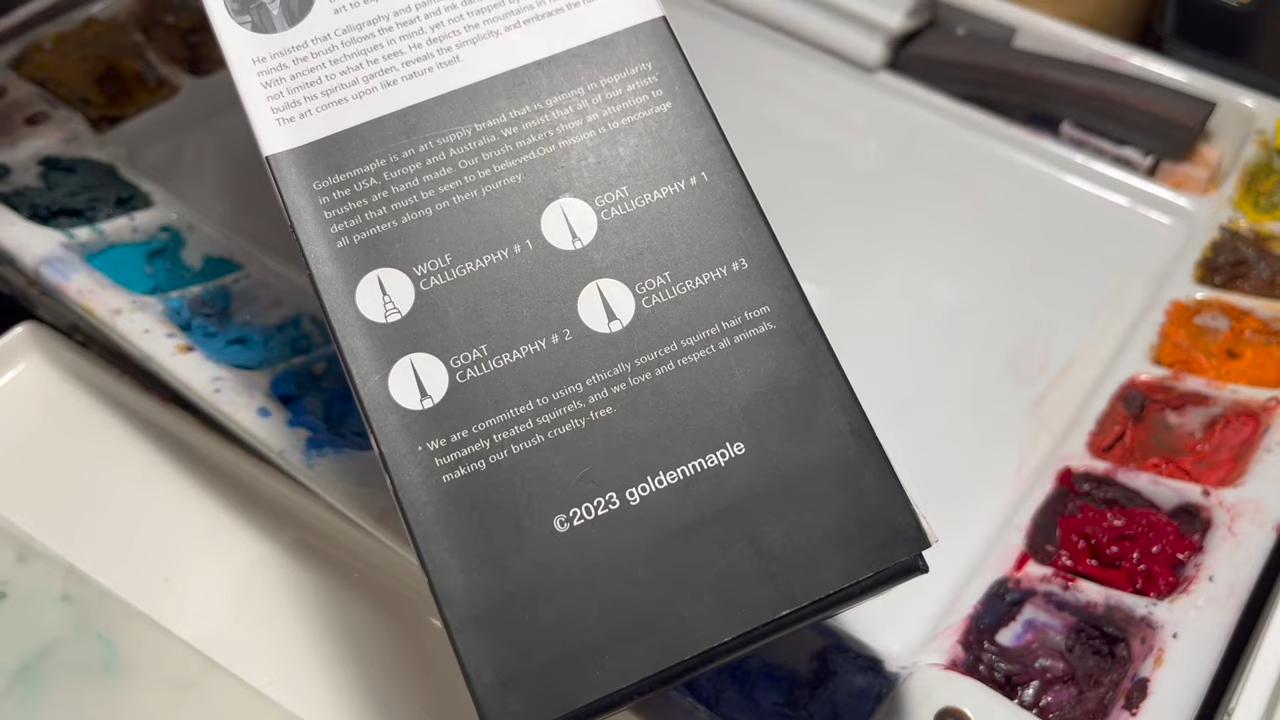 art to
He insisted that Calligraphy and
minds, the brush follows the heart and ink
With ancient techniques in mind, yet not trapped by
not limited to what he sees. He depicts the mountains in
builds his spiritual garden, reveals the simplicity, and embraces the
The art comes upon like nature itself.
Goldenmaple is an art supply brand that is gaining in popularity
in the USA, Europe and Australia. We insist that all of our artists'
brushes are hand made. Our brush makers show an attention to
detail that must be seen to be believed.Our mission is to encourage
all painters along on their journey.
GOAT
CALLIGRAPHY # 1
WOLF
CALLIGRAPHY # 1
GOAT
CALLIGRAPHY #3
GOAT
CALLIGRAPHY # 2
* We are committed to using ethically sourced squirrel hair from
humanely treated squirrels, and we love and respect all animals,
making our brush cruelty-free.
©2023 goldenmaple